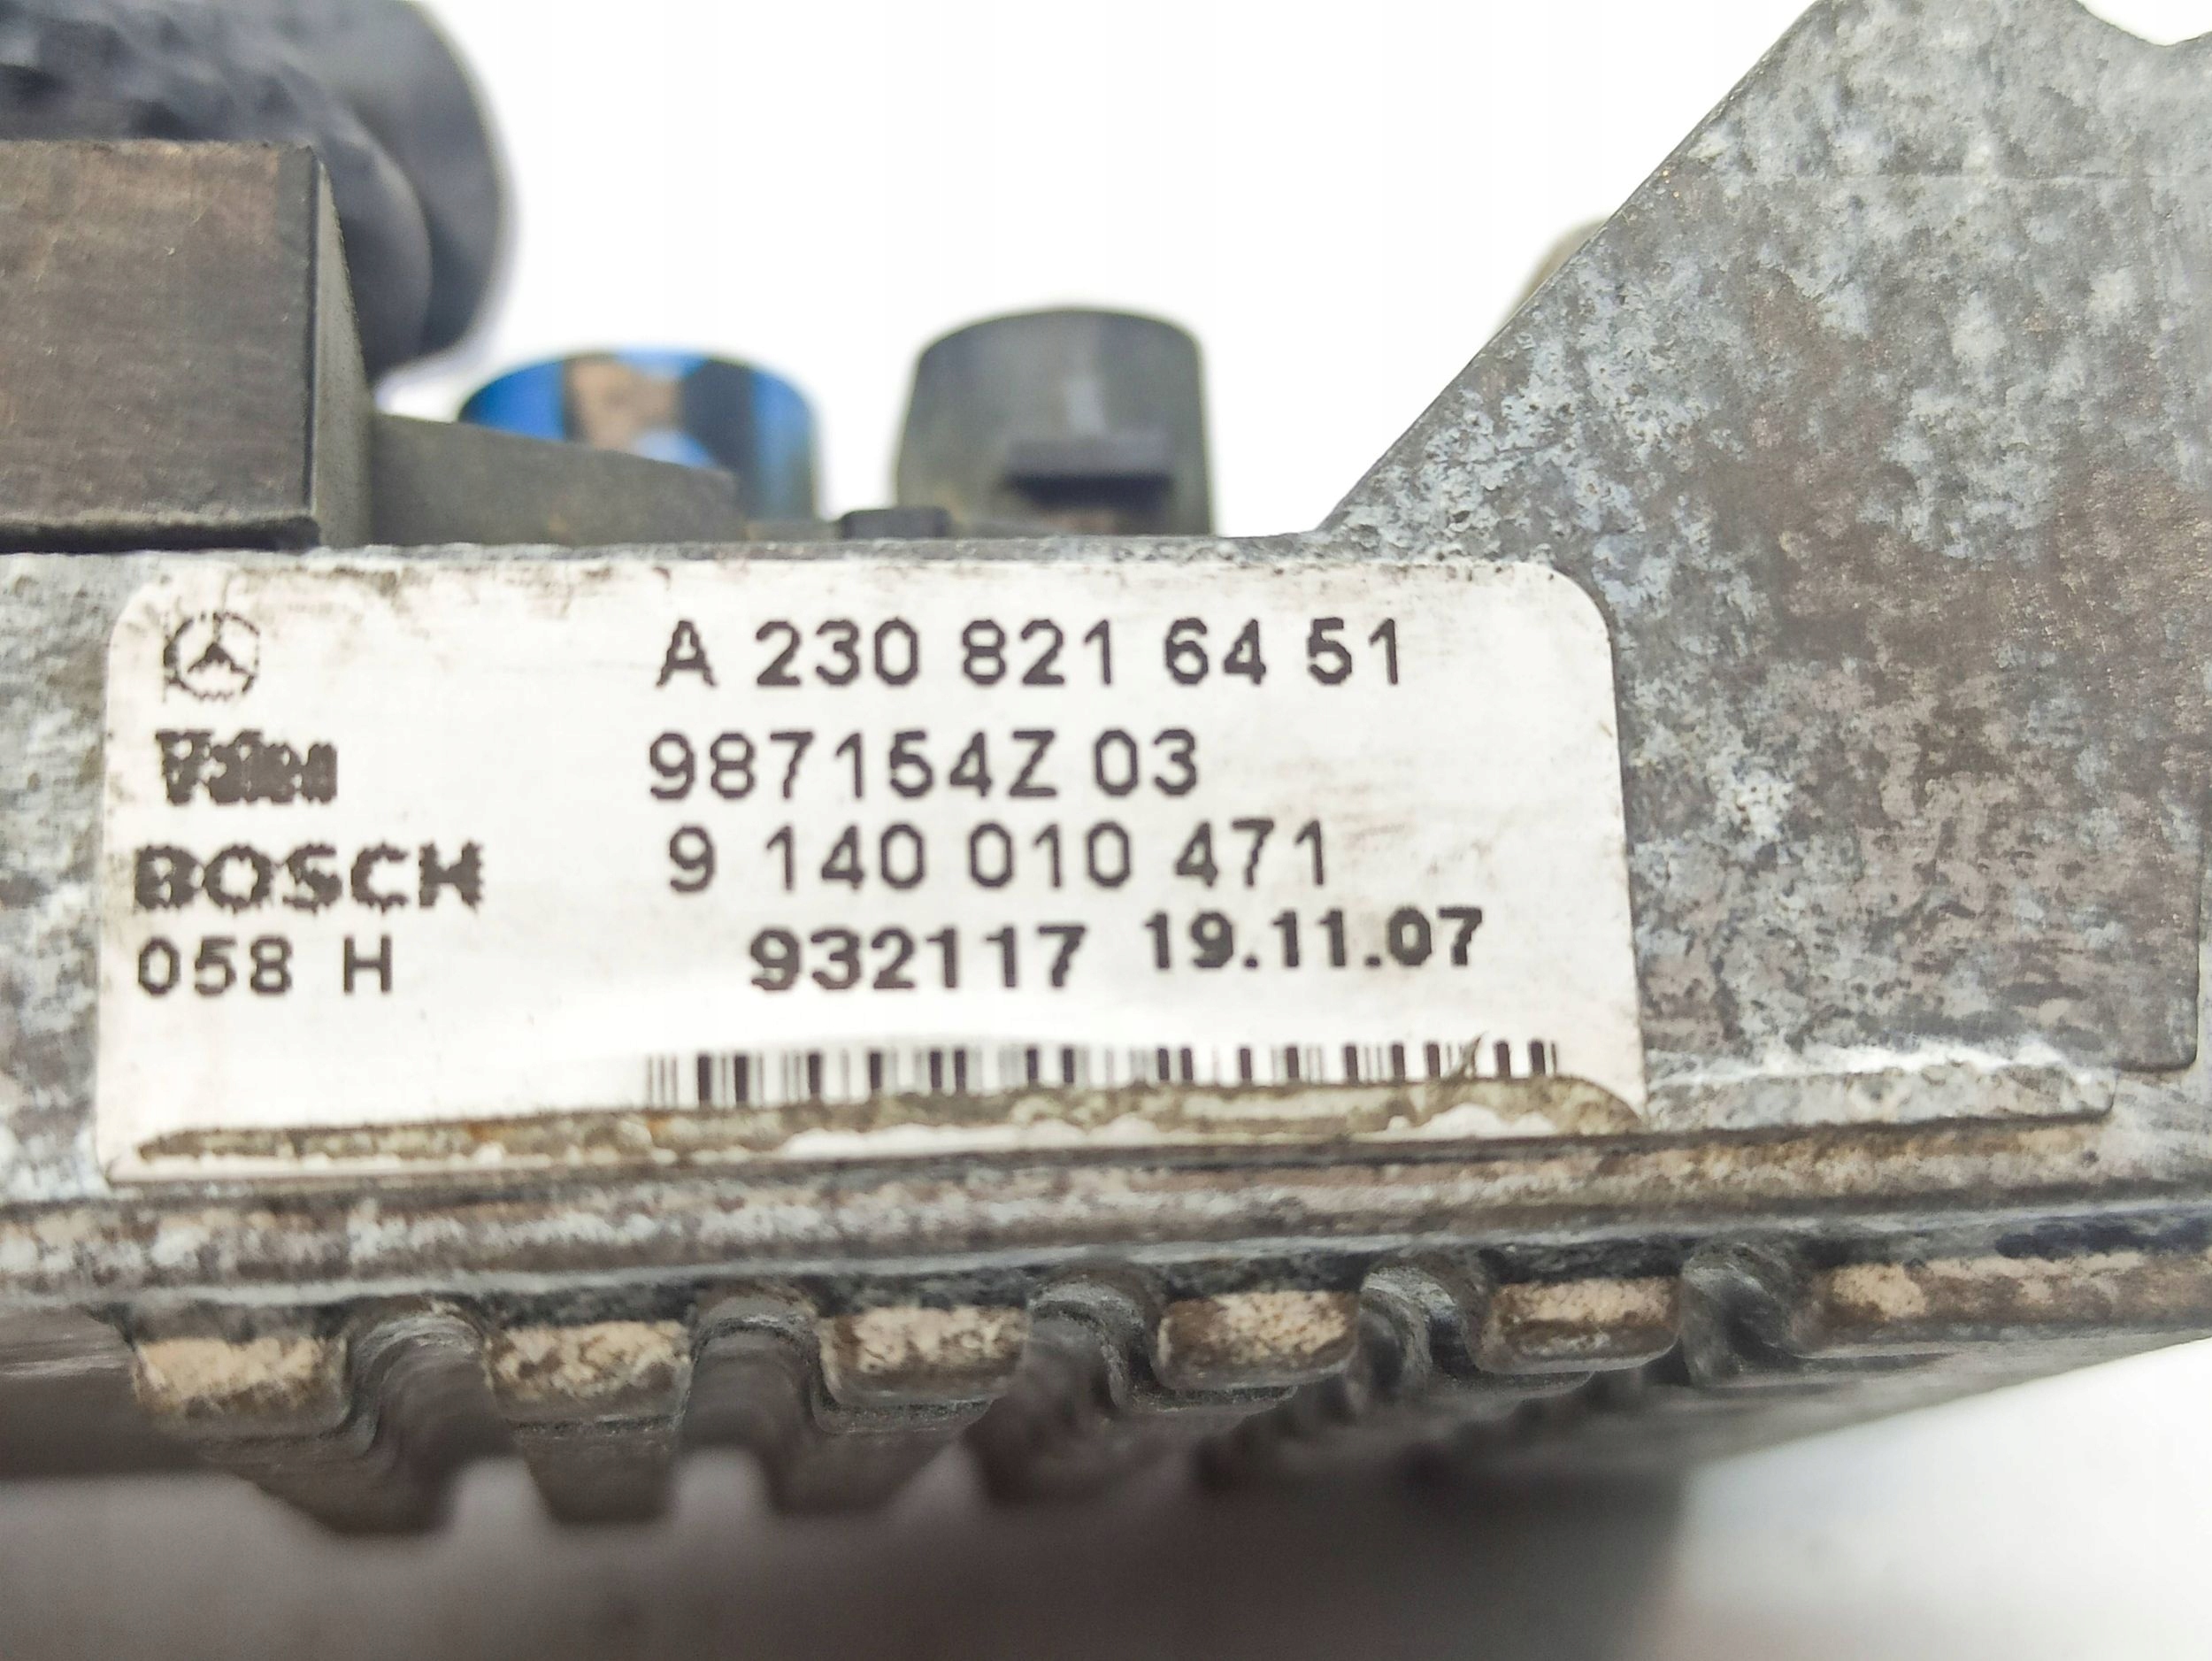 A 230 821 64 51
987154Z 03
BOSCH 9 140 010 471
058 H 932117 19.11.07